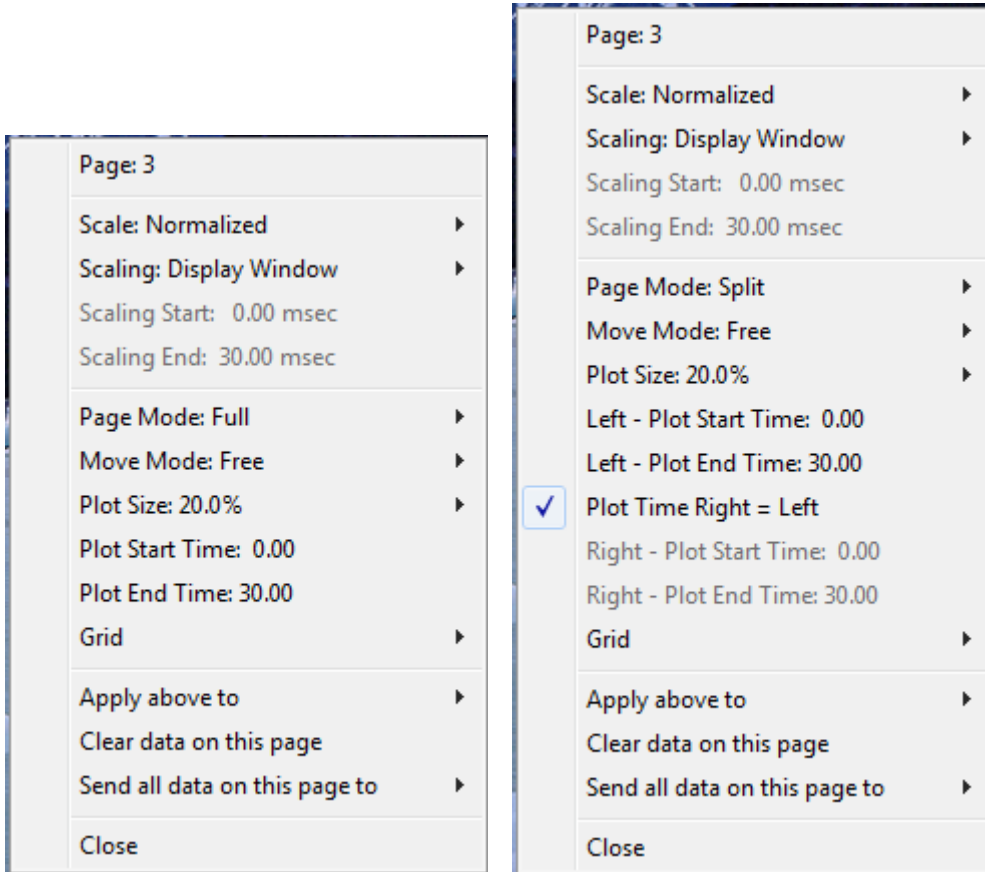 Page: 3
Scale: Normalized
Scaling: Display Window
Scaling Start:   0.00 msec
Scaling End:  30.00 msec
Page Mode: Full
Move Mode: Free
Plot Size: 20.0%
Plot Start Time:  0.00
Plot End Time: 30.00
Grid
Apply above to
Clear data on this page
Send all data on this page to
Close
Page: 3
Scale: Normalized
Scaling: Display Window
Scaling Start:   0.00 msec
Scaling End:  30.00 msec
Page Mode: Split
Move Mode: Free
Plot Size: 20.0%
Left - Plot Start Time:  0.00
Left - Plot End Time: 30.00
Plot Time Right = Left
Right - Plot Start Time:  0.00
Right - Plot End Time: 30.00
Grid
Apply above to
Clear data on this page
Send all data on this page to
Close